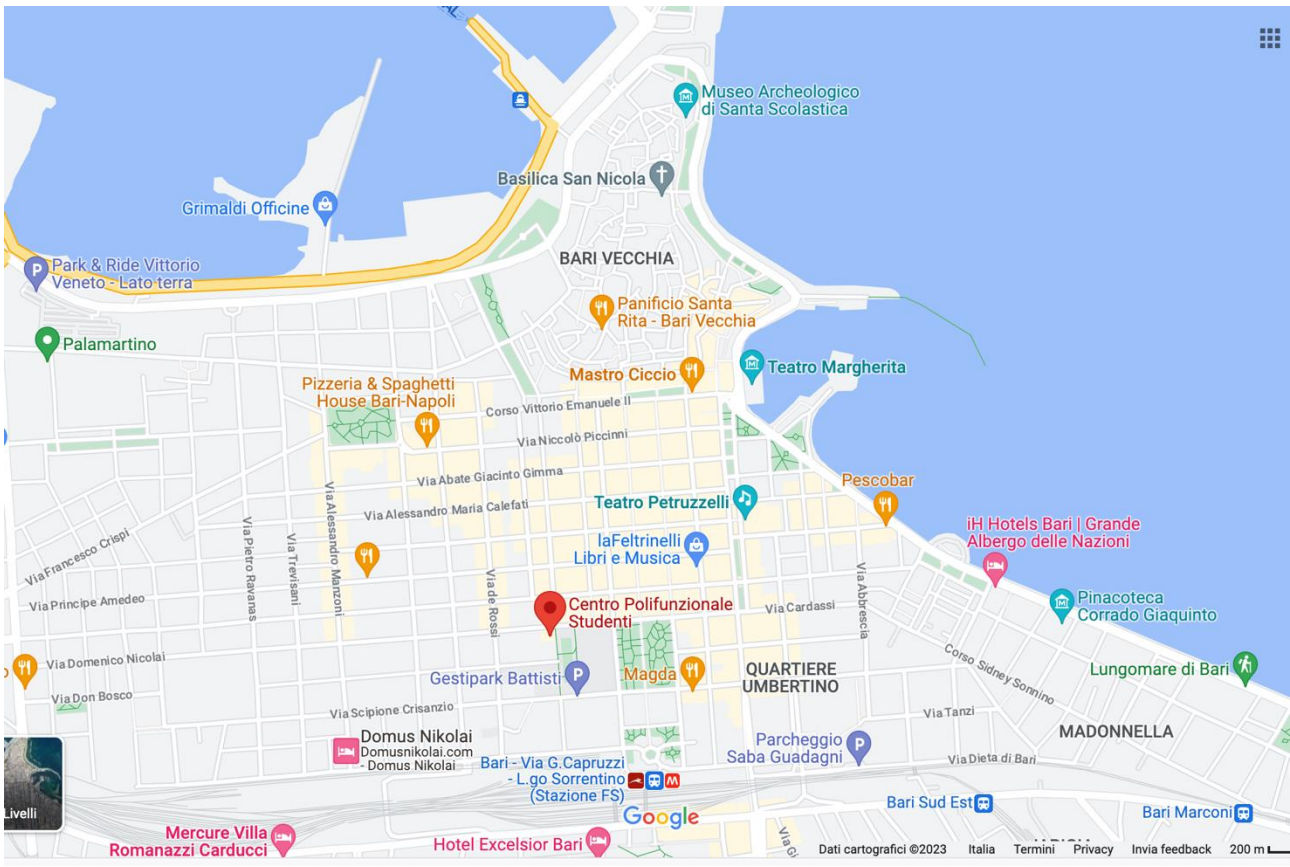 Museo Archeologico
di Santa Scolastica
Basilica San Nicola
Grimaldi Officine
BARI VECCHIA
Park & Ride Vittorio
Veneto - Lato terra
Panificio Santa
Rita - Bari Vecchia
Palamartino
Teatro Margherita
Mastro Ciccio
Pizzeria & Spaghetti
House Bari-Napoli
Corso Vittorio Emanuele II
Via Niccolò Piccinni
Via Abate Giacinto Gimma
Pescobar
Via Alessandro Maria Calefati
Teatro Petruzzelli
iH Hotels Bari | Grande
Albergo delle Nazioni
laFeltrinelli
Libri e Musica
Via Francesco Crispi
Via Pietro Ravanas
Via Trevisani
Via Alessandro Manzoni
Via de Rossi
Via Abbrescia
Via Principe Amedeo
Centro Polifunzionale
Studenti
Via Cardassi
Pinacoteca
Corrado Giaquinto
Via Domenico Nicolai
Corso Sidney Sonnino
Lungomare di Bari
Gestipark Battisti
Magda
QUARTIERE
UMBERTINO
Via Don Bosco
Via Scipione Crisanzio
Via Tanzi
MADONNELLA
Domus Nikolai
Domusnikolai.com
- Domus Nikolai
Bari - Via G.Capruzzi
- L.go Sorrentino
(Stazione FS)
Parcheggio
Saba Guadagni
Via Dieta di Bari
Livelli
Google
Bari Sud Est
Bari Marconi
Mercure Villa
Romanazzi Carducci
Hotel Excelsior Bari
Dati cartografici ©2023 Italia Termini Privacy Invia feedback 200 m